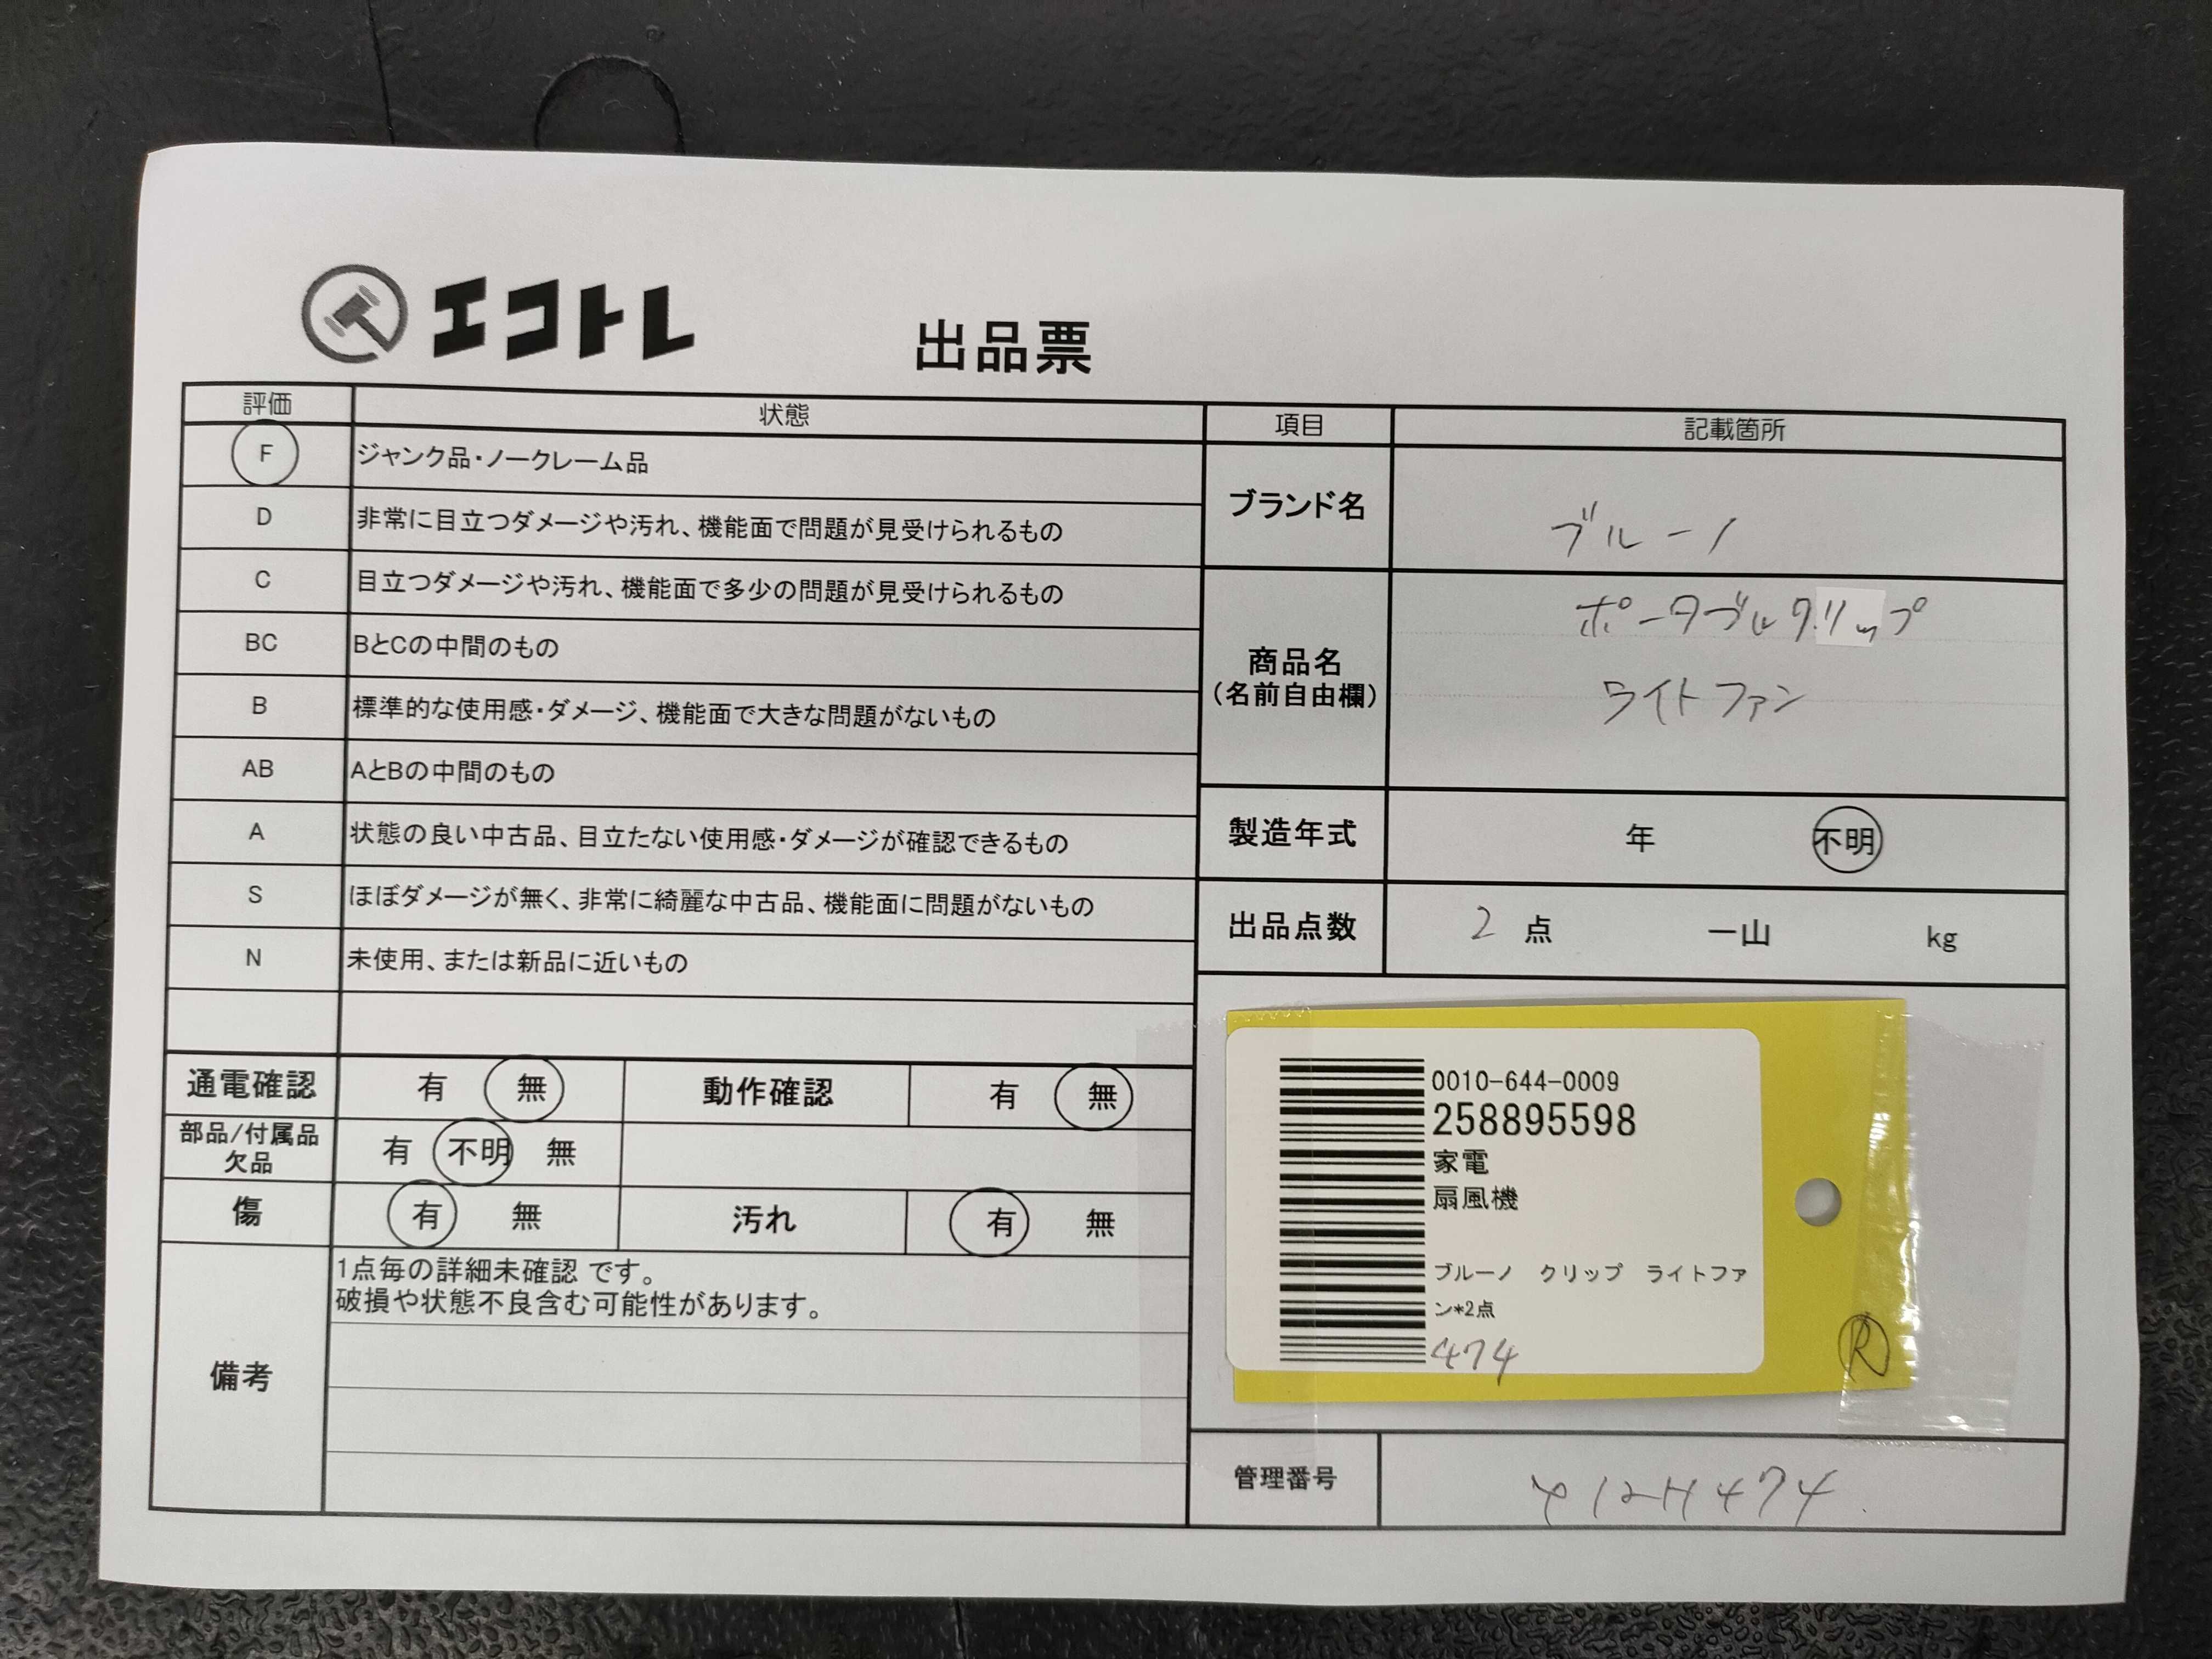 エコトレ
出品票
評価 状態
F ジャンク品・ノークレーム品
D 非常に目立つダメージや汚れ、機能面で問題が見受けられるもの
C 目立つダメージや汚れ、機能面で多少の問題が見受けられるもの
BC BとCの中間のもの
B 標準的な使用感・ダメージ、機能面で大きな問題がないもの
AB AとBの中間のもの
A 状態の良い中古品、目立たない使用感・ダメージが確認できるもの
S ほぼダメージが無く、非常に綺麗な中古品、機能面に問題がないもの
N 未使用、または新品に近いもの
通電確認 有 無 動作確認 有 無
部品/付属品
欠品 有 不明 無
傷 有 無 汚れ 有 無
備考
1点毎の詳細未確認 です。
破損や状態不良含む可能性があります。
項目 記載箇所
ブランド名 ブルーノ
商品名
(名前自由欄)
ポータブルクリップ
ライトファン
製造年式 年 不明
出品点数 2 点 一山 kg
0010-644-0009
258895598
家電
扇風機
ブルーノ クリップ ライトファ
ン*2点
474
R
管理番号